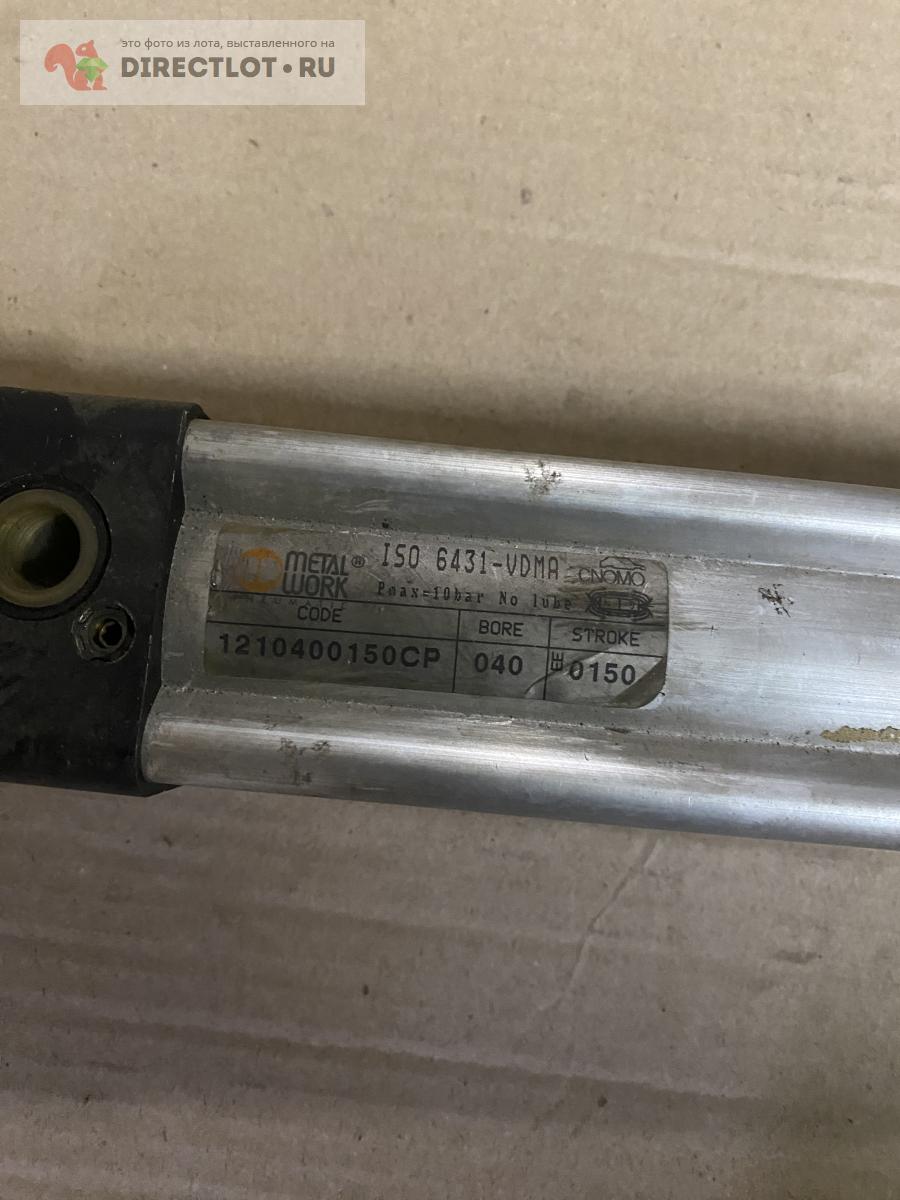 это фото из лота, выставленного на
DIRECTLOT•RU
METAL® WORK
ISO 6431-VDMA
CNOMO
Pmax=10bar No lube
CODE
BORE
STROKE
1210400150CP
040
EE
0150